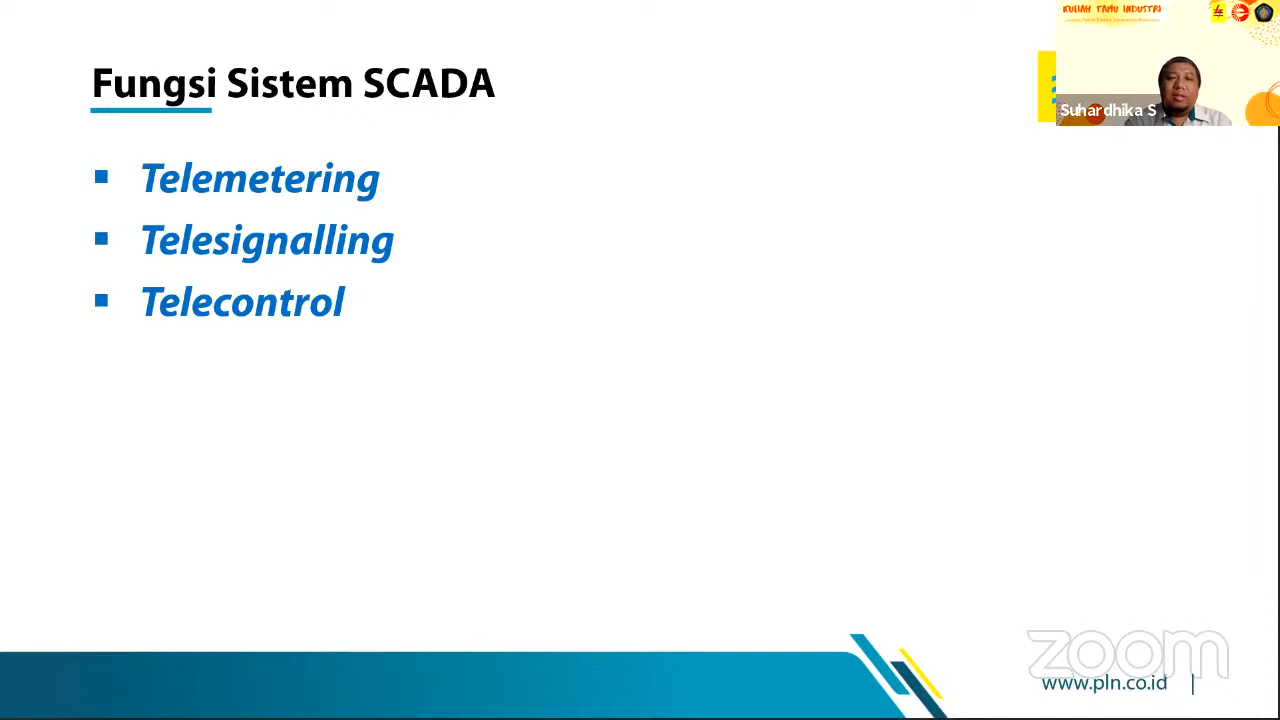 KULIAH TAMU INDUSTRI
Fungsi Sistem SCADA
Suhardhika S
▪ Telemetering
▪ Telesignalling
▪ Telecontrol
zoom
www.pln.co.id |